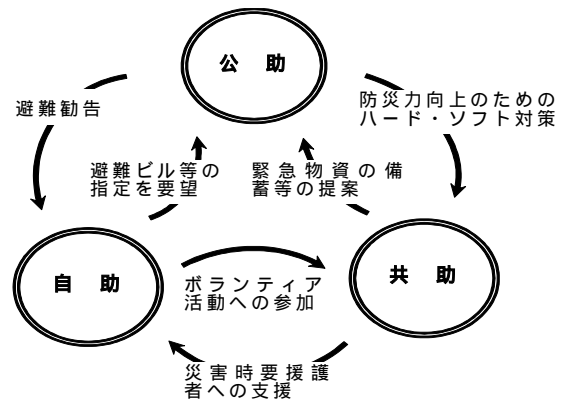 公　助
避難勧告
防災力向上のための
ハード・ソフト対策
避難ビル等の
指定を要望
緊急物資の備
蓄等の提案
自　助
共　助
ボランティア
活動への参加
災害時要援護
者への支援